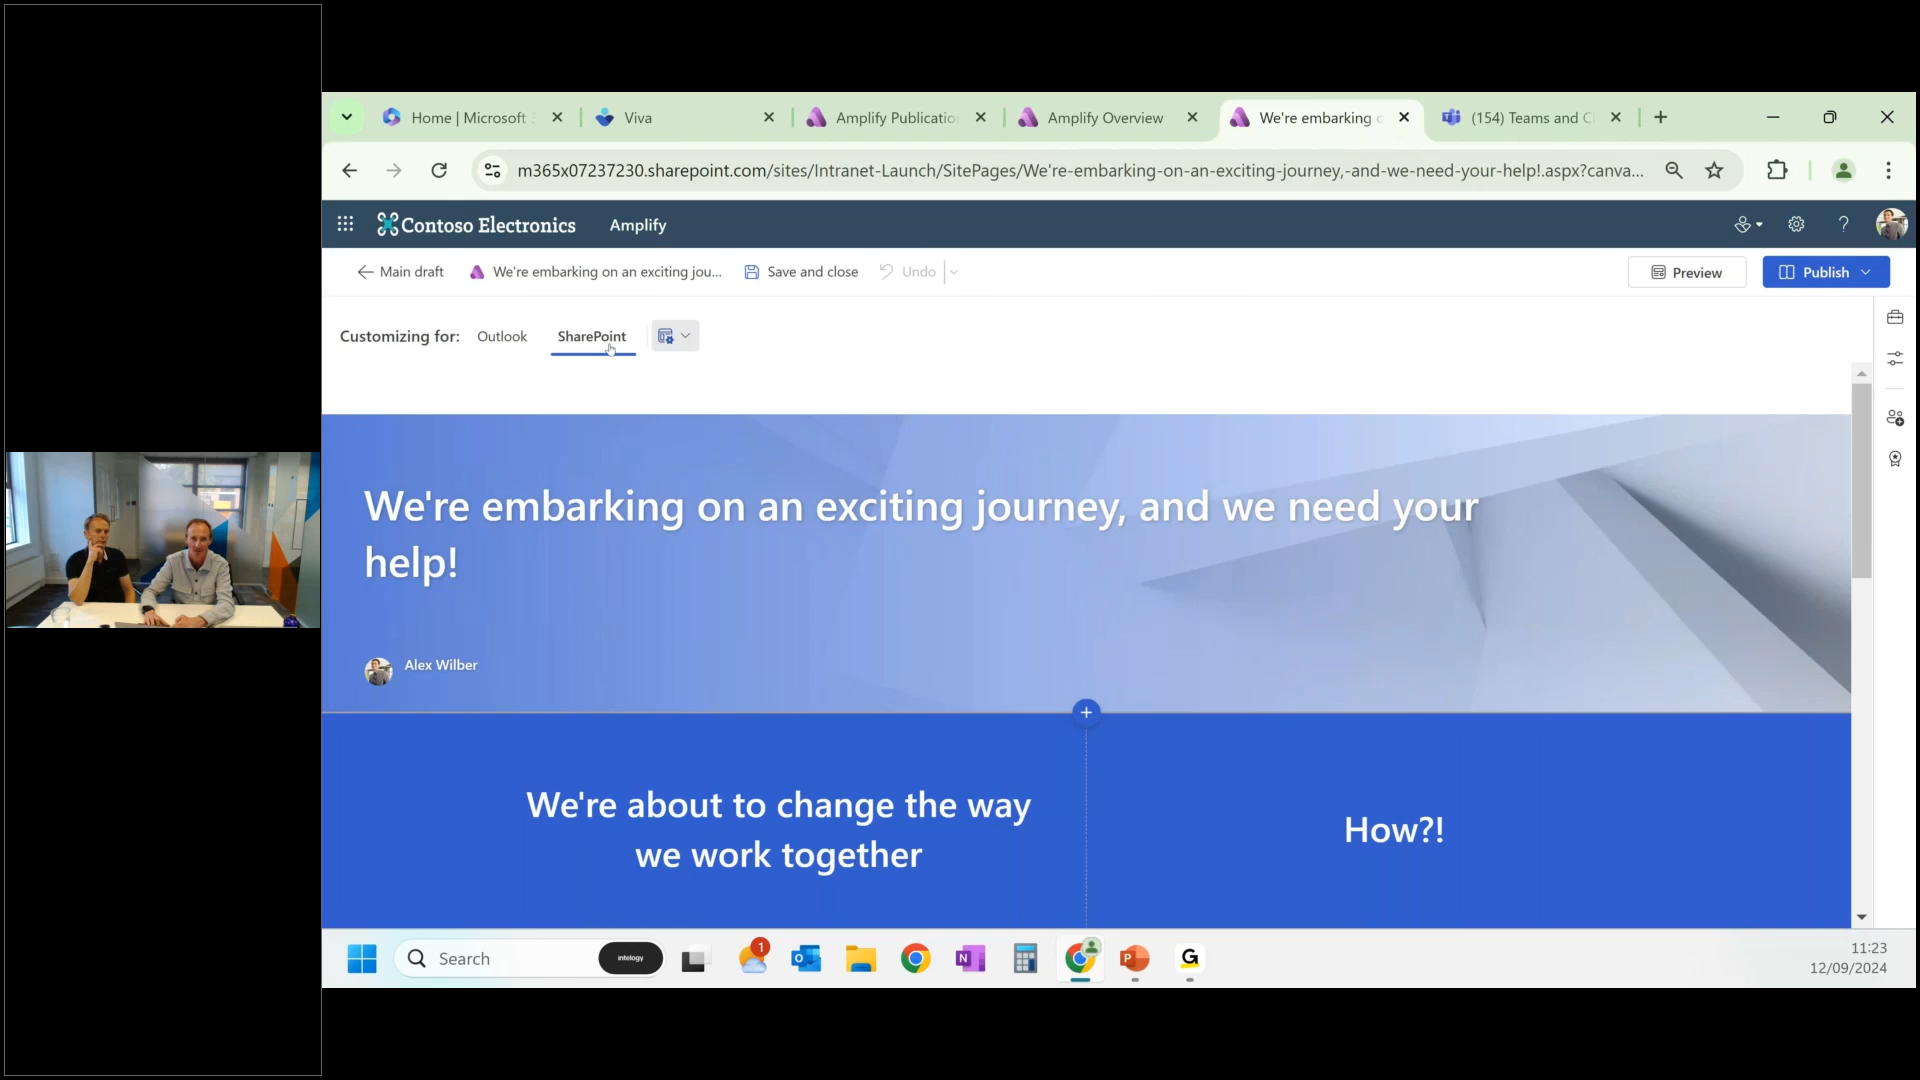 Home | Microsoft
Viva
Amplify Publicatio
Amplify Overview
We're embarking
(154) Teams and C
m365x07237230.sharepoint.com/sites/Intranet-Launch/SitePages/We're-embarking-on-an-exciting-journey,-and-we-need-your-help!.aspx?canva...
Contoso Electronics
Amplify
Main draft
We're embarking on an exciting jou...
Save and close
Undo
Preview
Publish
Customizing for:
Outlook
SharePoint
We're embarking on an exciting journey, and we need your
help!
Alex Wilber
We're about to change the way
we work together
How?!
Search
intelogy
1
11:23
12/09/2024